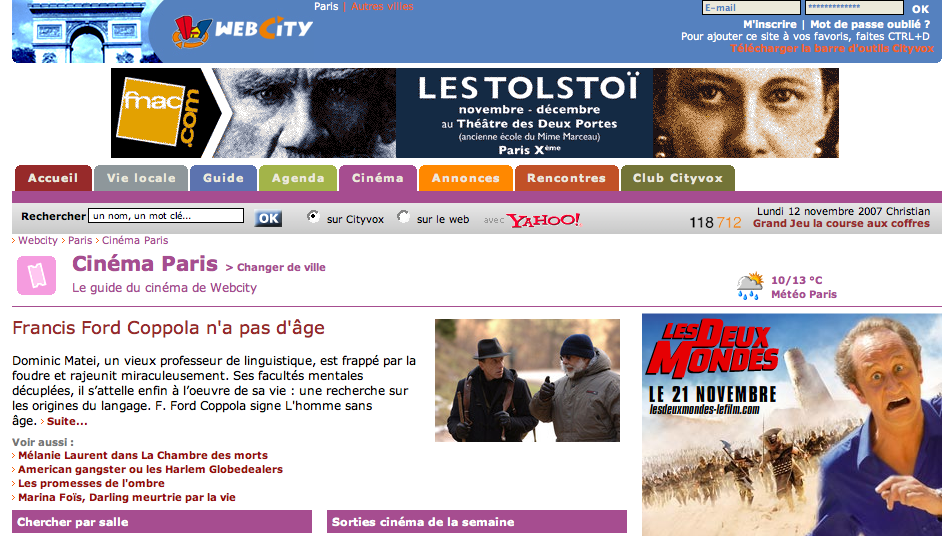 Paris | Autres villes
E-mail
************* OK
WEBCITY
M'inscrire | Mot de passe oublié ?
Pour ajouter ce site à vos favoris, faites CTRL+D
Télécharger la barre d'outils Cityvox
fnac.com
LES TOLSTOÏ
novembre - décembre
au Théâtre des Deux Portes
(ancienne école du Mime Marceau)
Paris Xème
Accueil Vie locale Guide Agenda Cinéma Annonces Rencontres Club Cityvox
Rechercher un nom, un mot clé... OK sur Cityvox sur le web avec YAHOO!
118 712
Lundi 12 novembre 2007 Christian
Grand Jeu la course aux coffres
Webcity > Paris > Cinéma Paris
Cinéma Paris > Changer de ville
Le guide du cinéma de Webcity
10/13 °C
Météo Paris
Francis Ford Coppola n'a pas d'âge
Dominic Matei, un vieux professeur de linguistique, est frappé par la
foudre et rajeunit miraculeusement. Ses facultés mentales
décuplées, il s'attelle enfin à l'oeuvre de sa vie : une recherche sur
les origines du langage. F. Ford Coppola signe L'homme sans
âge. > Suite...
Voir aussi :
> Mélanie Laurent dans La Chambre des morts
> American gangster ou les Harlem Globedealers
> Les promesses de l'ombre
> Marina Foïs, Darling meurtrie par la vie
LES DEUX
MONDES
LE 21 NOVEMBRE
lesdeuxmondes-lefilm.com
Chercher par salle
Sorties cinéma de la semaine